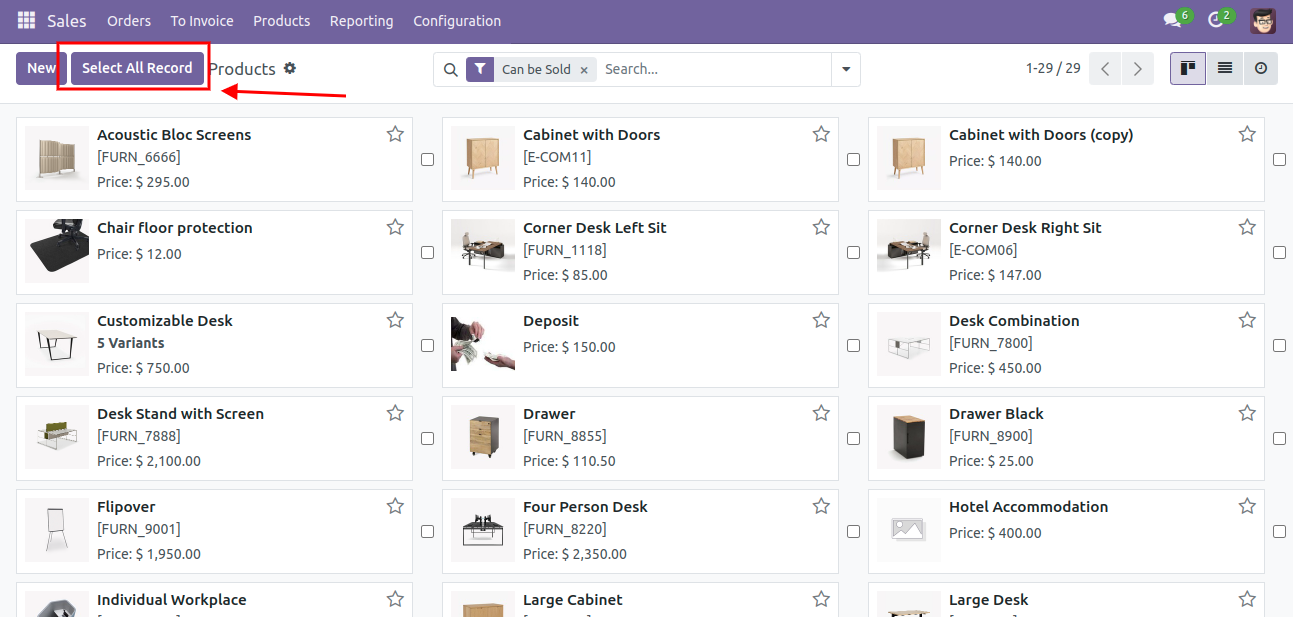 Sales Orders To Invoice Products Reporting Configuration 6 2
New Select All Record Products Can be Sold × Search... 1-29 / 29
Acoustic Bloc Screens
[FURN_6666]
Price: $ 295.00
Cabinet with Doors
[E-COM11]
Price: $ 140.00
Cabinet with Doors (copy)
Price: $ 140.00
Chair floor protection
Price: $ 12.00
Corner Desk Left Sit
[FURN_1118]
Price: $ 85.00
Corner Desk Right Sit
[E-COM06]
Price: $ 147.00
Customizable Desk
5 Variants
Price: $ 750.00
Deposit
Price: $ 150.00
Desk Combination
[FURN_7800]
Price: $ 450.00
Desk Stand with Screen
[FURN_7888]
Price: $ 2,100.00
Drawer
[FURN_8855]
Price: $ 110.50
Drawer Black
[FURN_8900]
Price: $ 25.00
Flipover
[FURN_9001]
Price: $ 1,950.00
Four Person Desk
[FURN_8220]
Price: $ 2,350.00
Hotel Accommodation
Price: $ 400.00
Individual Workplace
Large Cabinet
Large Desk